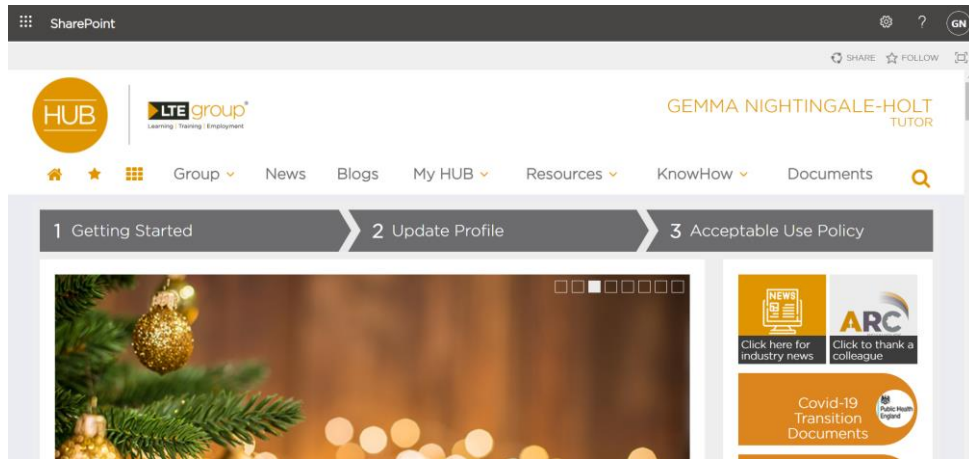 SharePoint
?
GN
SHARE FOLLOW
HUB
LTE group®
Learning | Training | Employment
GEMMA NIGHTINGALE-HOLT
TUTOR
Group News Blogs My HUB Resources KnowHow Documents
1 Getting Started 2 Update Profile 3 Acceptable Use Policy
NEWS
ARC
Click here for
industry news
Click to thank a
colleague
Covid-19
Transition
Documents
Public Health
England